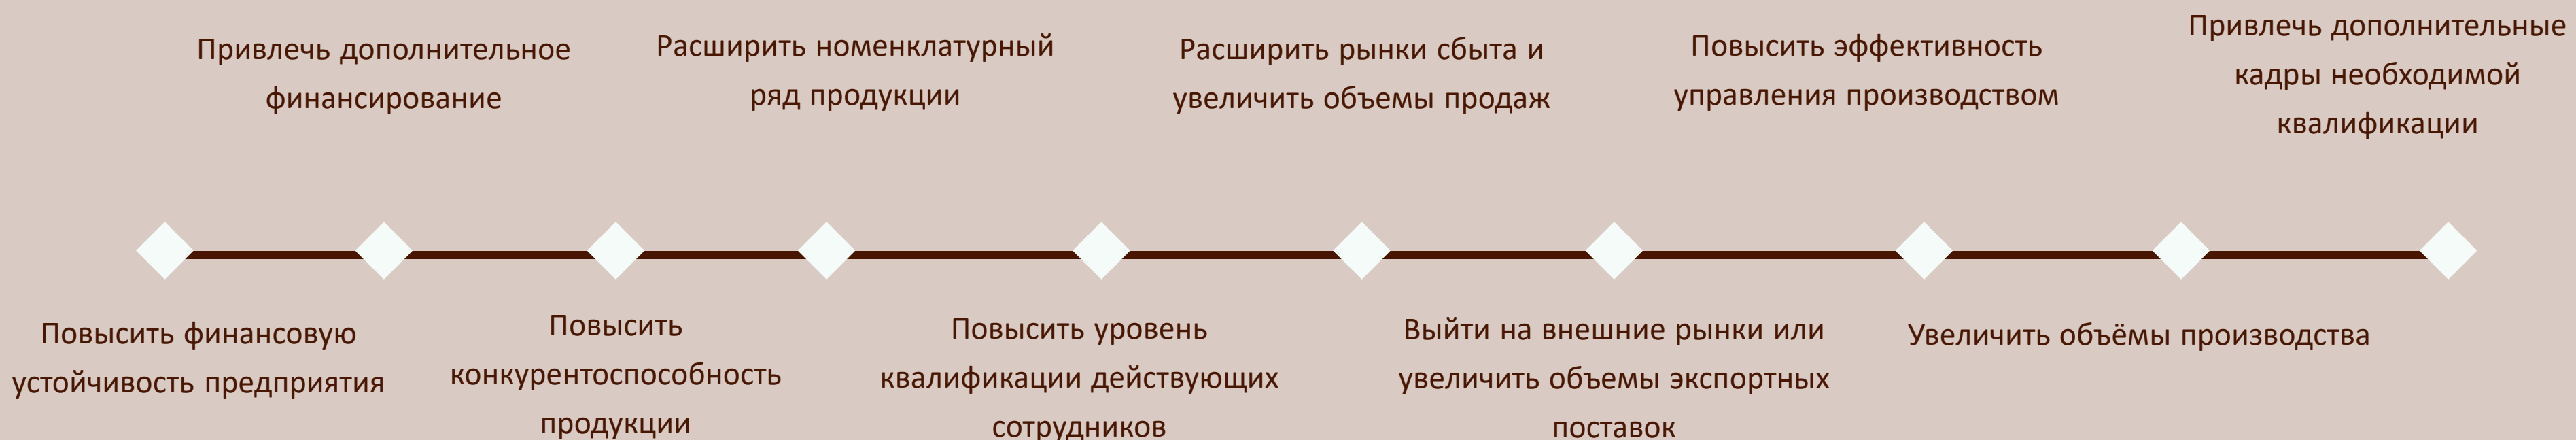 Привлечь дополнительное
финансирование
Расширить номенклатурный
ряд продукции
Расширить рынки сбыта и
увеличить объемы продаж
Повысить эффективность
управления производством
Привлечь дополнительные
кадры необходимой
квалификации
Повысить финансовую
устойчивость предприятия
Повысить
конкурентоспособность
продукции
Повысить уровень
квалификации действующих
сотрудников
Выйти на внешние рынки или
увеличить объемы экспортных
поставок
Увеличить объёмы производства